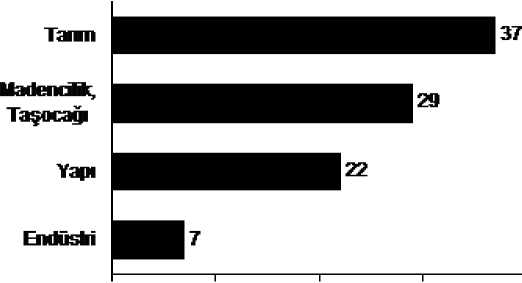 Tarım 37
Madencilik,
Taşocağı 29
Yapı 22
Endüstri 7